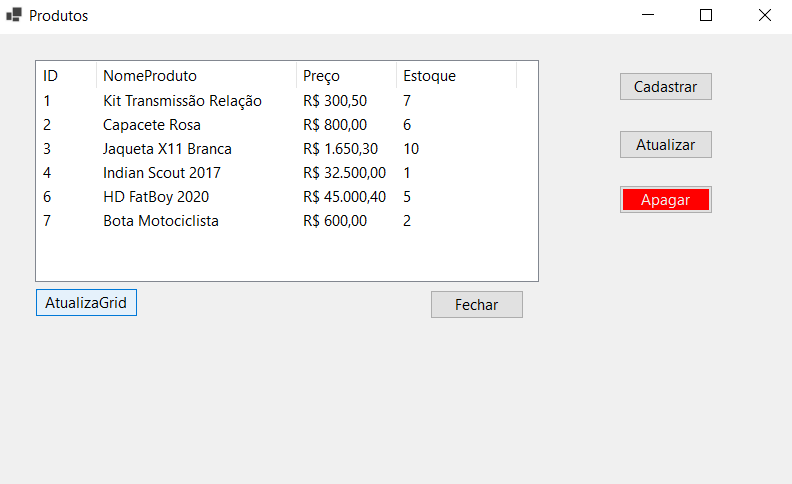 Produtos
ID NomeProduto Preço Estoque
1 Kit Transmissão Relação R$ 300,50 7
2 Capacete Rosa R$ 800,00 6
3 Jaqueta X11 Branca R$ 1.650,30 10
4 Indian Scout 2017 R$ 32.500,00 1
6 HD FatBoy 2020 R$ 45.000,40 5
7 Bota Motociclista R$ 600,00 2
Cadastrar
Atualizar
Apagar
AtualizaGrid
Fechar